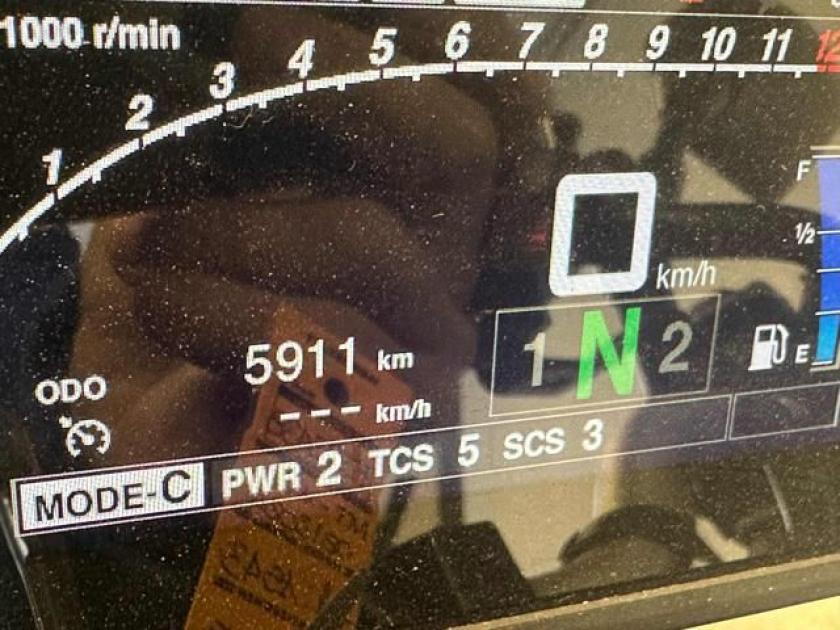 1000 r/min
1 2 3 4 5 6 7 8 9 10 11 12
F
0 km/h
1/2
1 N 2
E
5911 km
ODO
--- km/h
MODE-C PWR 2 TCS 5 SCS 3